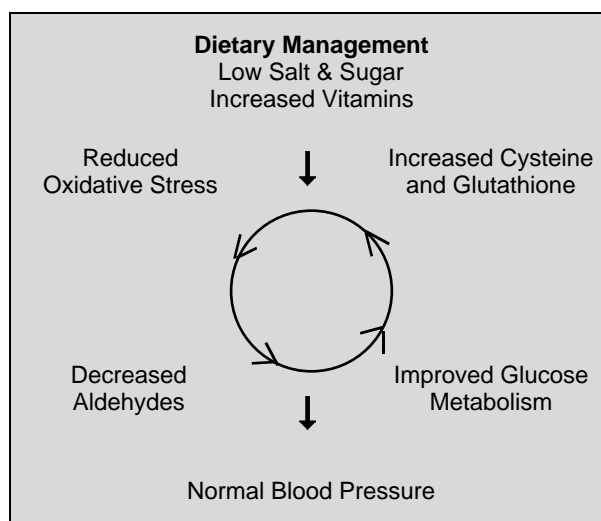 Dietary Management
Low Salt & Sugar
Increased Vitamins
Reduced
Oxidative Stress
Increased Cysteine
and Glutathione
Decreased
Aldehydes
Improved Glucose
Metabolism
Normal Blood Pressure